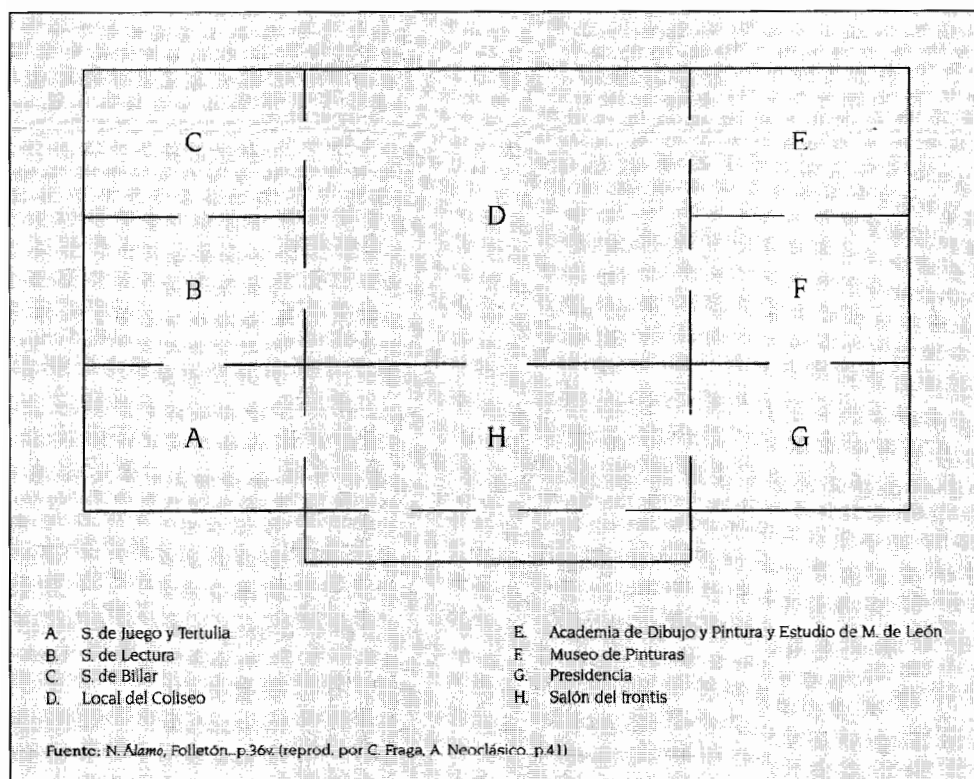 C
E
D
B
F
A
H
G
A. S. de Juego y Tertulia
B. S. de Lectura
C. S. de Billar
D. Local del Coliseo
E. Academia de Dibujo y Pintura y Estudio de M. de León
F. Museo de Pinturas
G. Presidencia
H. Salón del frontis
Fuente: N. Álamo, Folletón...p.36v. (reprod. por C. Fraga, A. Neoclásico...p.41)